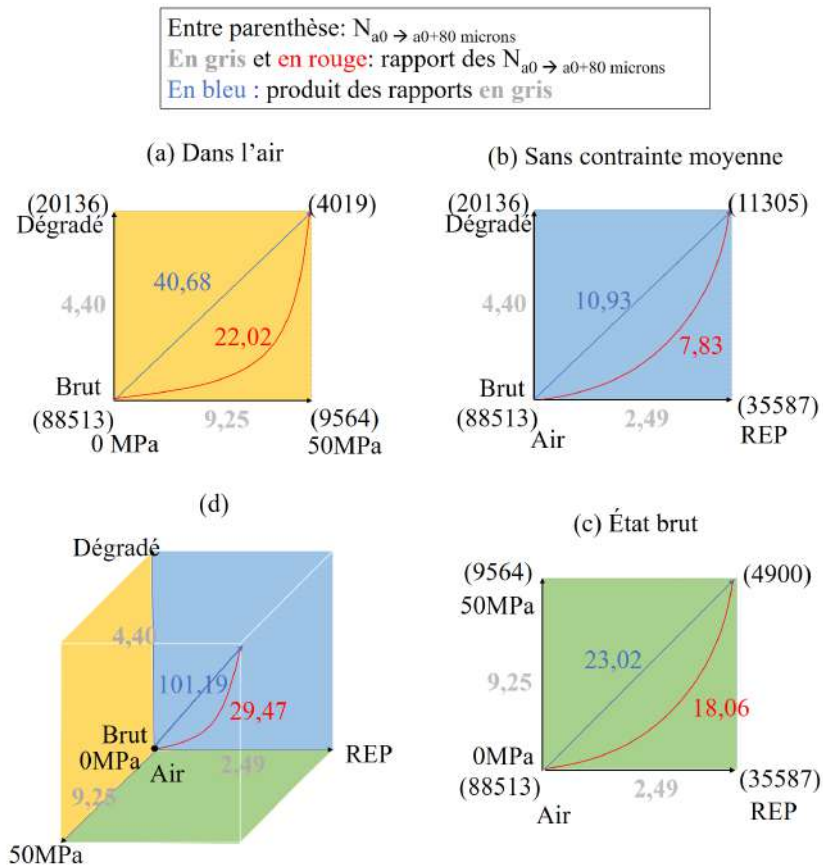 Entre parenthèse: N a0 → a0+80 microns
En gris et en rouge: rapport des N a0 → a0+80 microns
En bleu : produit des rapports en gris
(a) Dans l'air
(20136)
(4019)
Dégradé
40,68
4,40
22,02
Brut
(88513)
9,25
(9564)
0 MPa
50MPa
(b) Sans contrainte moyenne
(20136)
(11305)
Dégradé
10,93
4,40
7,83
Brut
(88513)
2,49
(35587)
Air
REP
(d)
Dégradé
4,40
101,19
29,47
Brut
0MPa
Air
2,49
REP
9,25
50MPa
(c) État brut
(9564)
(4900)
50MPa
23,02
9,25
18,06
0MPa
(88513)
2,49
(35587)
Air
REP